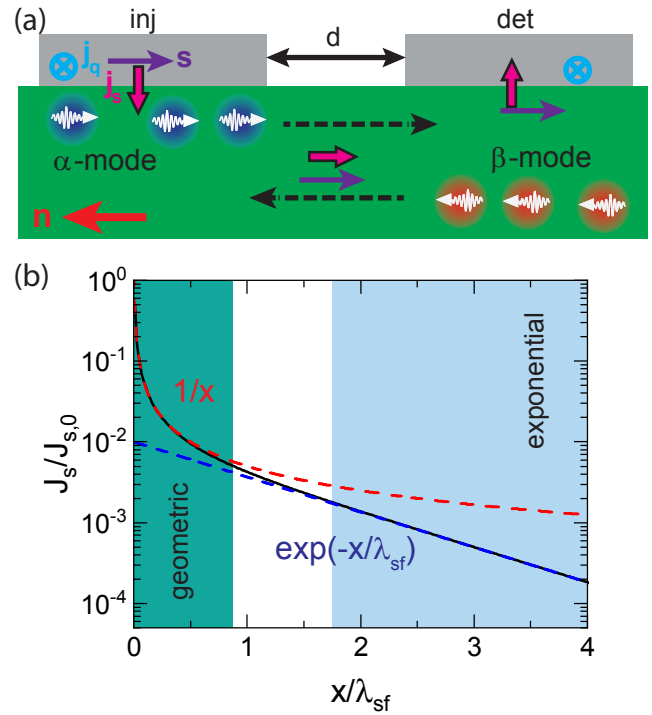 (a)
inj
det
j_q
s
d
j_s
α-mode
β-mode
n
(b)
10^0
10^-1
10^-2
10^-3
10^-4
J_s/J_s,0
1/x
exp(-x/λ_sf)
geometric
exponential
0
1
2
3
4
x/λ_sf